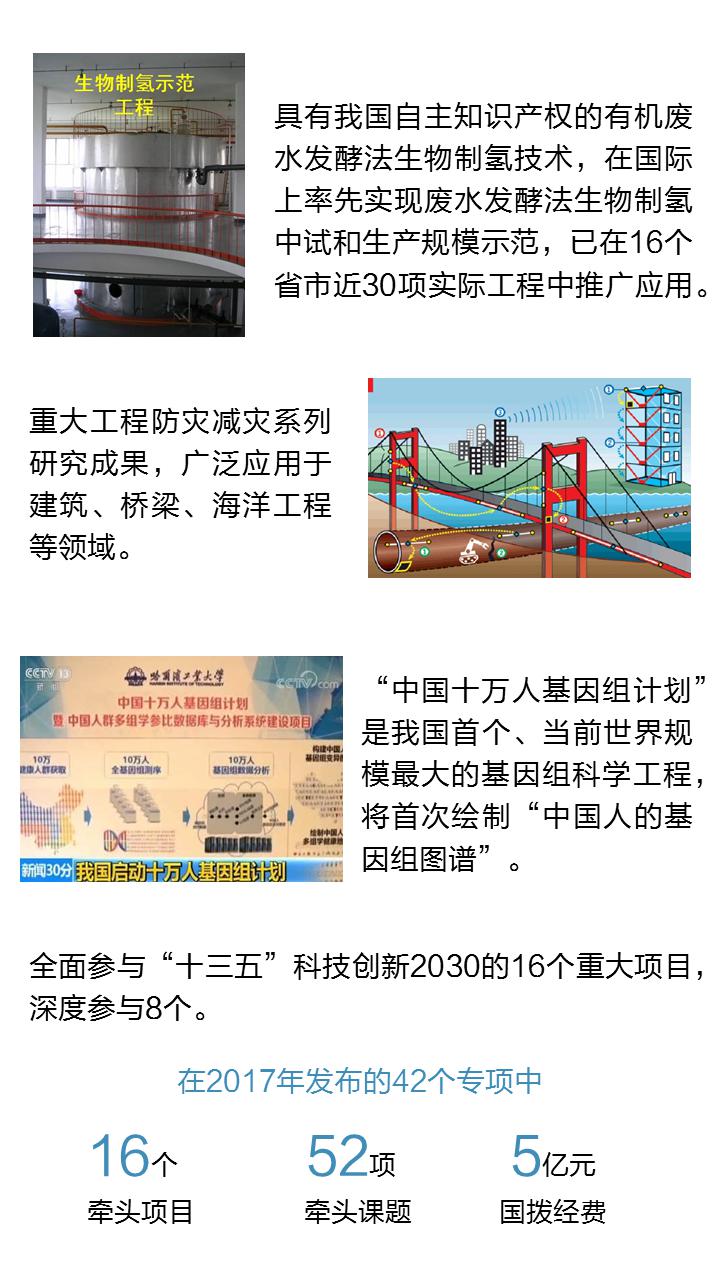 生物制氢示范
工程
具有我国自主知识产权的有机废
水发酵法生物制氢技术，在国际
上率先实现废水发酵法生物制氢
中试和生产规模示范，已在16个
省市近30项实际工程中推广应用。
重大工程防灾减灾系列
研究成果，广泛应用于
建筑、桥梁、海洋工程
等领域。
CCTV 13
哈尔滨工业大学
HARBIN INSTITUTE OF TECHNOLOGY
CCTV.com
中国十万人基因组计划
暨 中国人群多组学参比数据库与分析系统建设项目
10万
健康人群获取
10万人
全基因组测序
10万人
基因组数据分析
构建中国人
基因组变异
绘制中国人
多组学健康
新闻30分
我国启动十万人基因组计划
“中国十万人基因组计划”
是我国首个、当前世界规
模最大的基因组科学工程，
将首次绘制“中国人的基
因组图谱”。
全面参与“十三五”科技创新2030的16个重大项目，
深度参与8个。
在2017年发布的42个专项中
16个
牵头项目
52项
牵头课题
5亿元
国拨经费